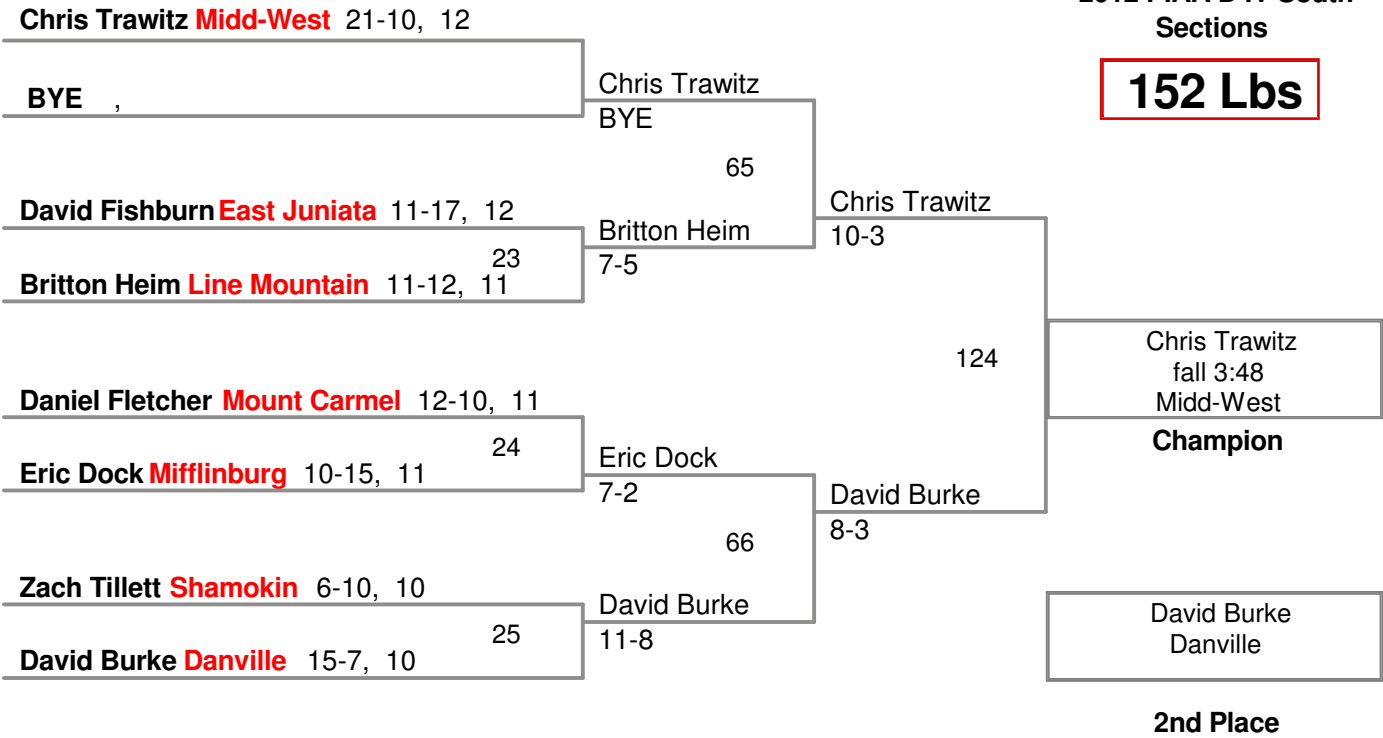 Sections
152 Lbs
Chris Trawitz Midd-West 21-10, 12
BYE ,
David Fishburn East Juniata 11-17, 12
23
Britton Heim Line Mountain 11-12, 11
Daniel Fletcher Mount Carmel 12-10, 11
24
Eric Dock Mifflinburg 10-15, 11
Zach Tillett Shamokin 6-10, 10
25
David Burke Danville 15-7, 10
Chris Trawitz
BYE
65
Britton Heim
7-5
Eric Dock
7-2
66
David Burke
11-8
Chris Trawitz
10-3
124
David Burke
8-3
Chris Trawitz
fall 3:48
Midd-West
Champion
David Burke
Danville
2nd Place